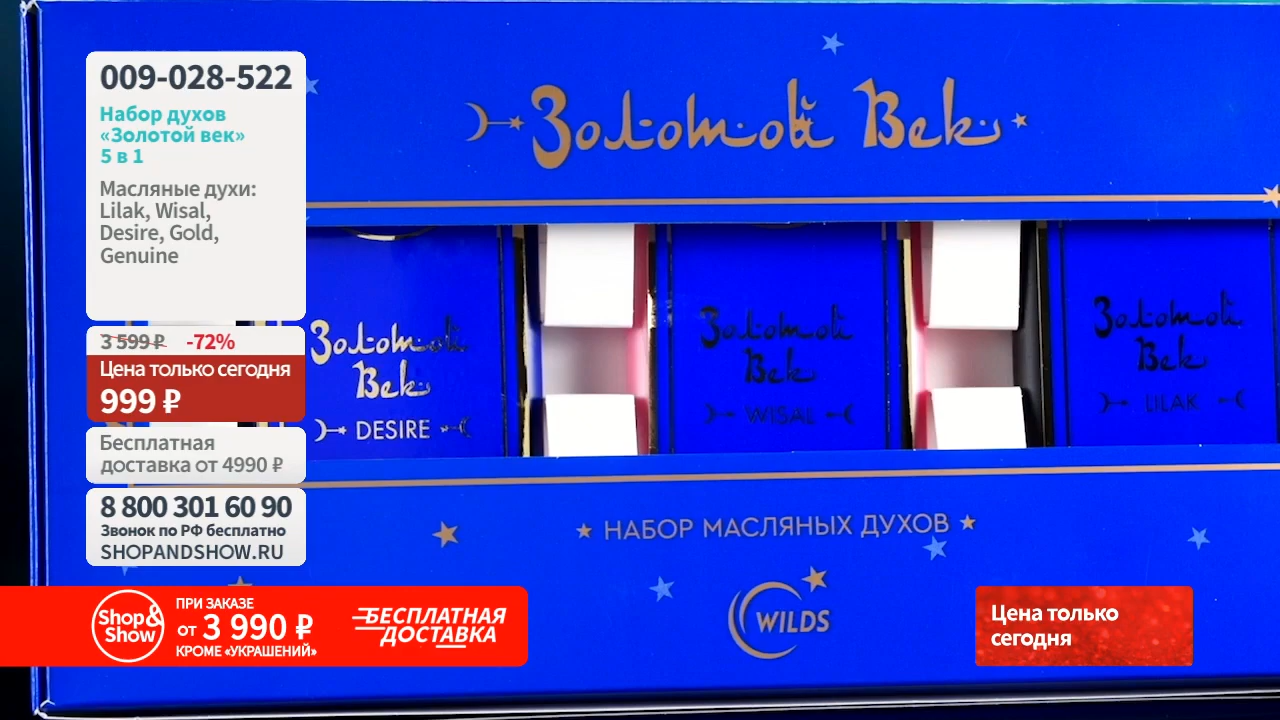 009-028-522
Набор духов
«Золотой век»
5 в 1
Масляные духи:
Lilak, Wisal,
Desire, Gold,
Genuine
3 599 ₽ -72%
Цена только сегодня
999 ₽
Бесплатная
доставка от 4990 ₽
8 800 301 60 90
Звонок по РФ бесплатно
SHOPANDSHOW.RU
Золотой Век
Золотой
Век
DESIRE
Золотой
Век
WISAL
Золотой
Век
LILAK
НАБОР МАСЛЯНЫХ ДУХОВ
WILDS
Shop&
Show
ПРИ ЗАКАЗЕ
от 3 990 ₽
КРОМЕ «УКРАШЕНИЙ»
БЕСПЛАТНАЯ
ДОСТАВКА
Цена только
сегодня